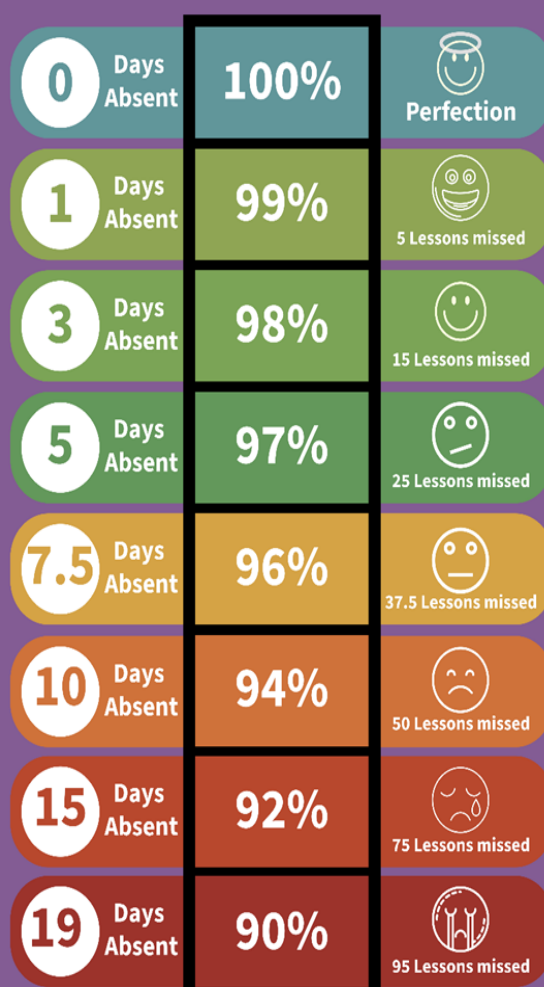 0
Days
Absent
100%
Perfection
1
Days
Absent
99%
5 Lessons missed
3
Days
Absent
98%
15 Lessons missed
5
Days
Absent
97%
25 Lessons missed
7.5
Days
Absent
96%
37.5 Lessons missed
10
Days
Absent
94%
50 Lessons missed
15
Days
Absent
92%
75 Lessons missed
19
Days
Absent
90%
95 Lessons missed